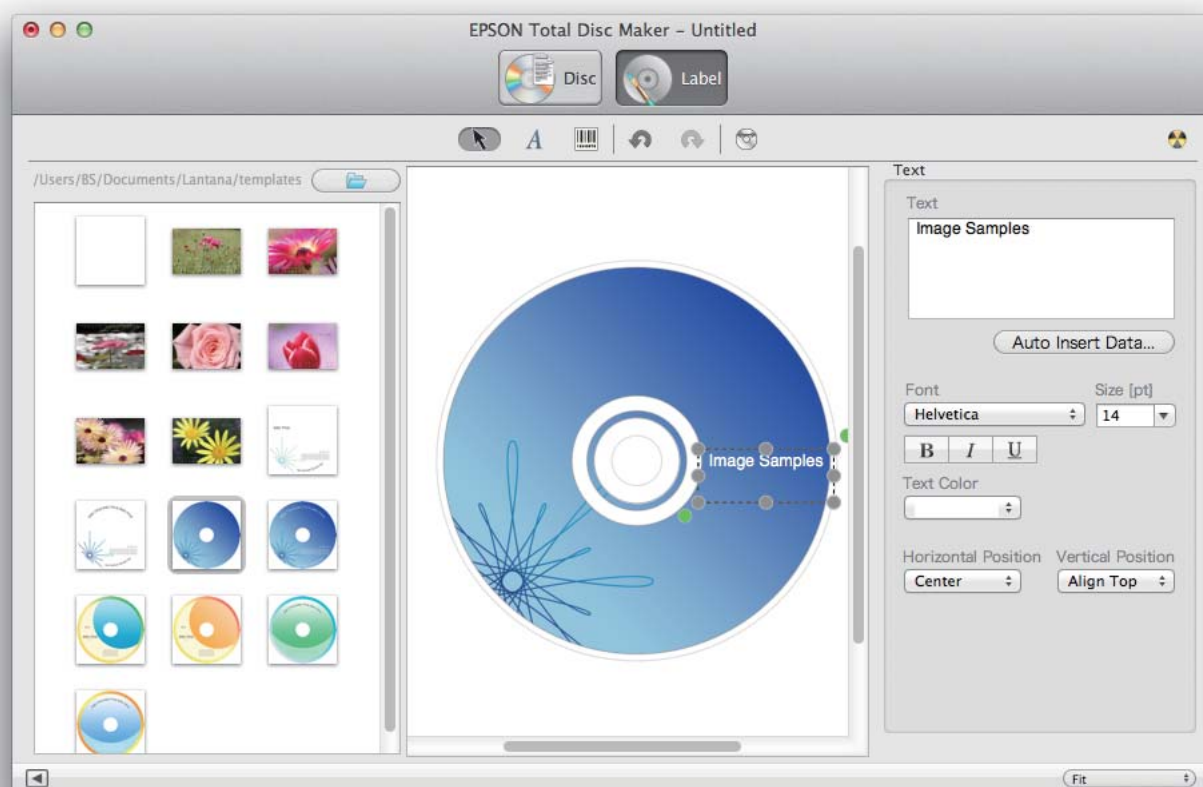 EPSON Total Disc Maker – Untitled
Disc
Label
A
/Users/BS/Documents/Lantana/templates
Image Samples
Text
Text
Image Samples
Auto Insert Data...
Font
Size [pt]
Helvetica
14
B I U
Text Color
Horizontal Position
Vertical Position
Center
Align Top
Fit